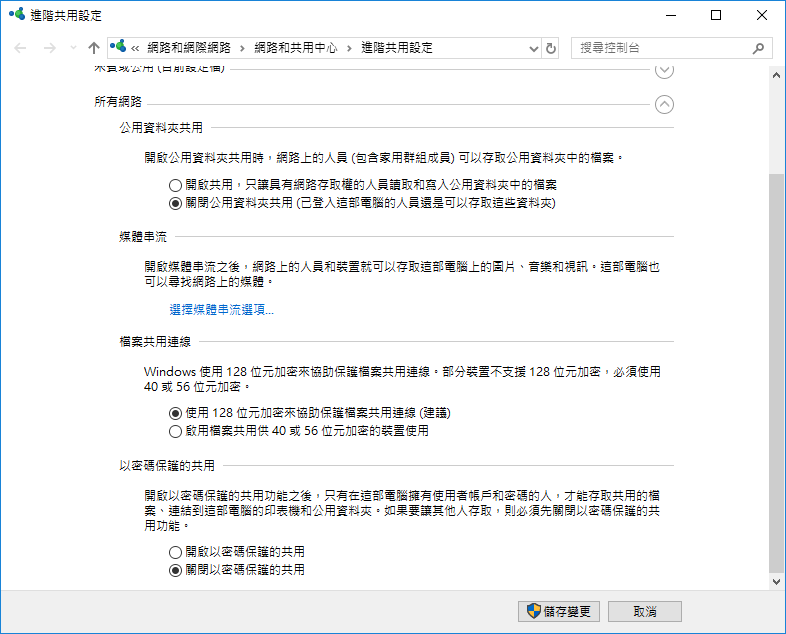 進階共用設定
« 網路和網際網路 › 網路和共用中心 › 進階共用設定
搜尋控制台
來賓或公用 (目前設定檔)
所有網路
公用資料夾共用
開啟公用資料夾共用時，網路上的人員 (包含家用群組成員) 可以存取公用資料夾中的檔案。
開啟共用，只讓具有網路存取權的人員讀取和寫入公用資料夾中的檔案
關閉公用資料夾共用 (已登入這部電腦的人員還是可以存取這些資料夾)
媒體串流
開啟媒體串流之後，網路上的人員和裝置就可以存取這部電腦上的圖片、音樂和視訊。這部電腦也
可以尋找網路上的媒體。
選擇媒體串流選項...
檔案共用連線
Windows 使用 128 位元加密來協助保護檔案共用連線。部分裝置不支援 128 位元加密，必須使用
40 或 56 位元加密。
使用 128 位元加密來協助保護檔案共用連線 (建議)
啟用檔案共用供 40 或 56 位元加密的裝置使用
以密碼保護的共用
開啟以密碼保護的共用功能之後，只有在這部電腦擁有使用者帳戶和密碼的人，才能存取共用的檔
案、連結到這部電腦的印表機和公用資料夾。如果要讓其他人存取，則必須先關閉以密碼保護的共
用功能。
開啟以密碼保護的共用
關閉以密碼保護的共用
儲存變更
取消